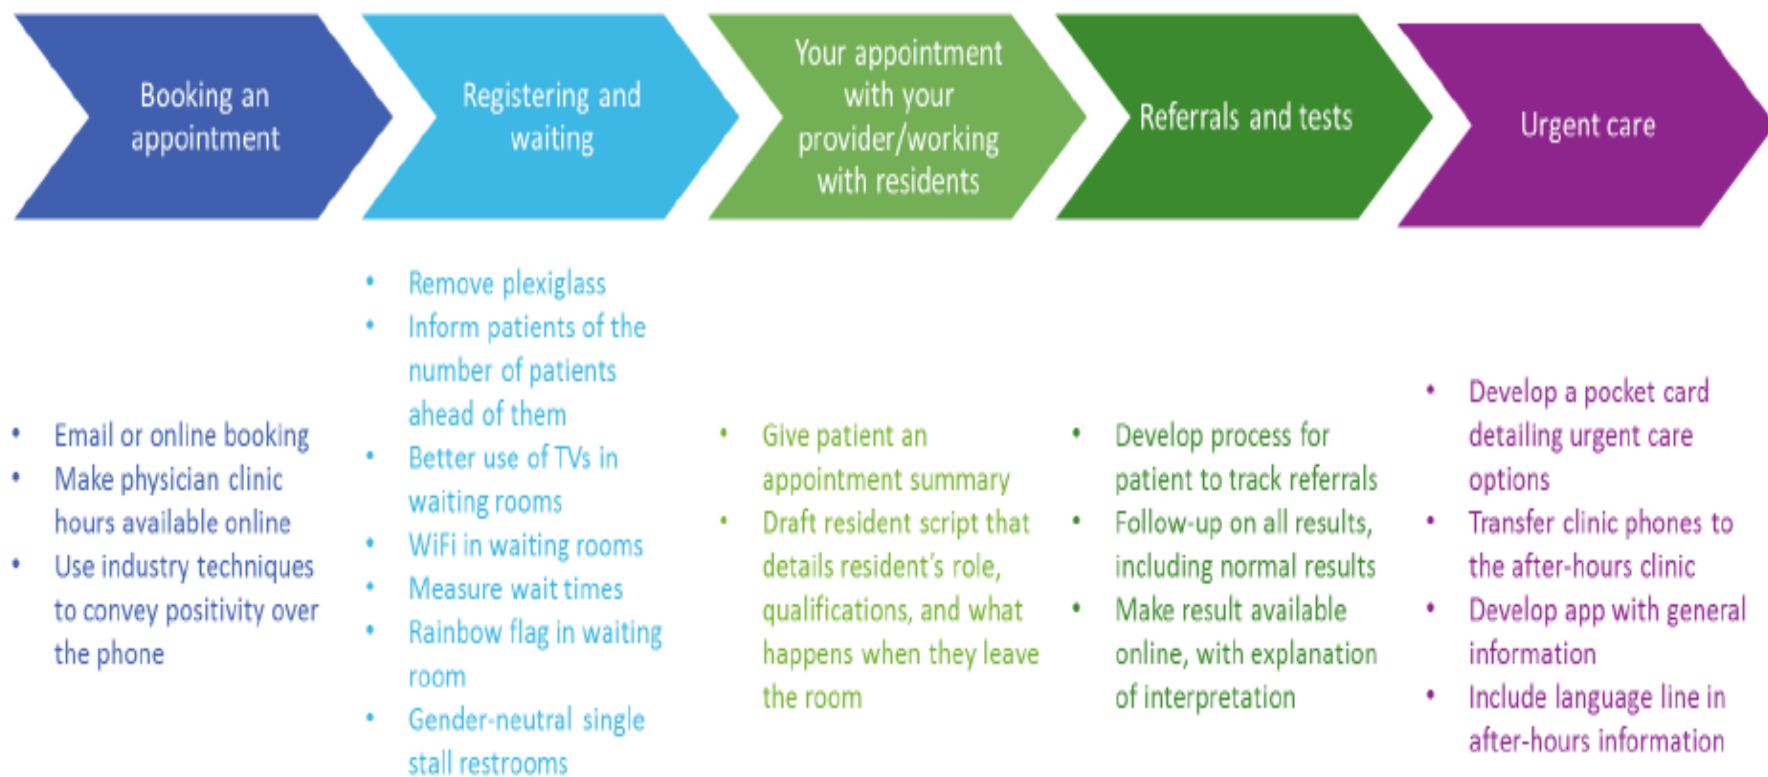 Booking an
appointment
Registering and
waiting
Your appointment
with your
provider/working
with residents
Referrals and tests
Urgent care
• Email or online booking
• Make physician clinic
hours available online
• Use industry techniques
to convey positivity over
the phone
• Remove plexiglass
• Inform patients of the
number of patients
ahead of them
• Better use of TVs in
waiting rooms
• WiFi in waiting rooms
• Measure wait times
• Rainbow flag in waiting
room
• Gender-neutral single
stall restrooms
• Give patient an
appointment summary
• Draft resident script that
details resident's role,
qualifications, and what
happens when they leave
the room
• Develop process for
patient to track referrals
• Follow-up on all results,
including normal results
• Make result available
online, with explanation
of interpretation
• Develop a pocket card
detailing urgent care
options
• Transfer clinic phones to
the after-hours clinic
• Develop app with general
information
• Include language line in
after-hours information